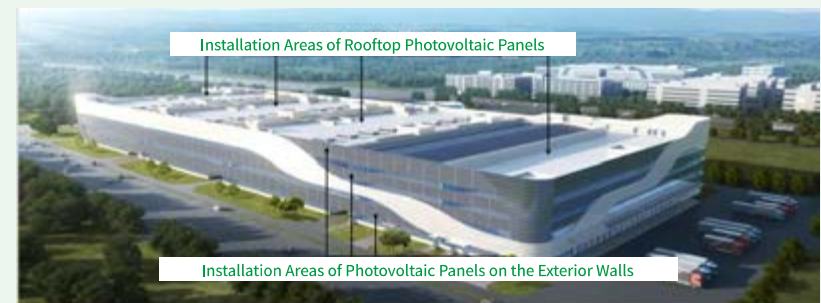 Installation Areas of Rooftop Photovoltaic Panels
Installation Areas of Photovoltaic Panels on the Exterior Walls